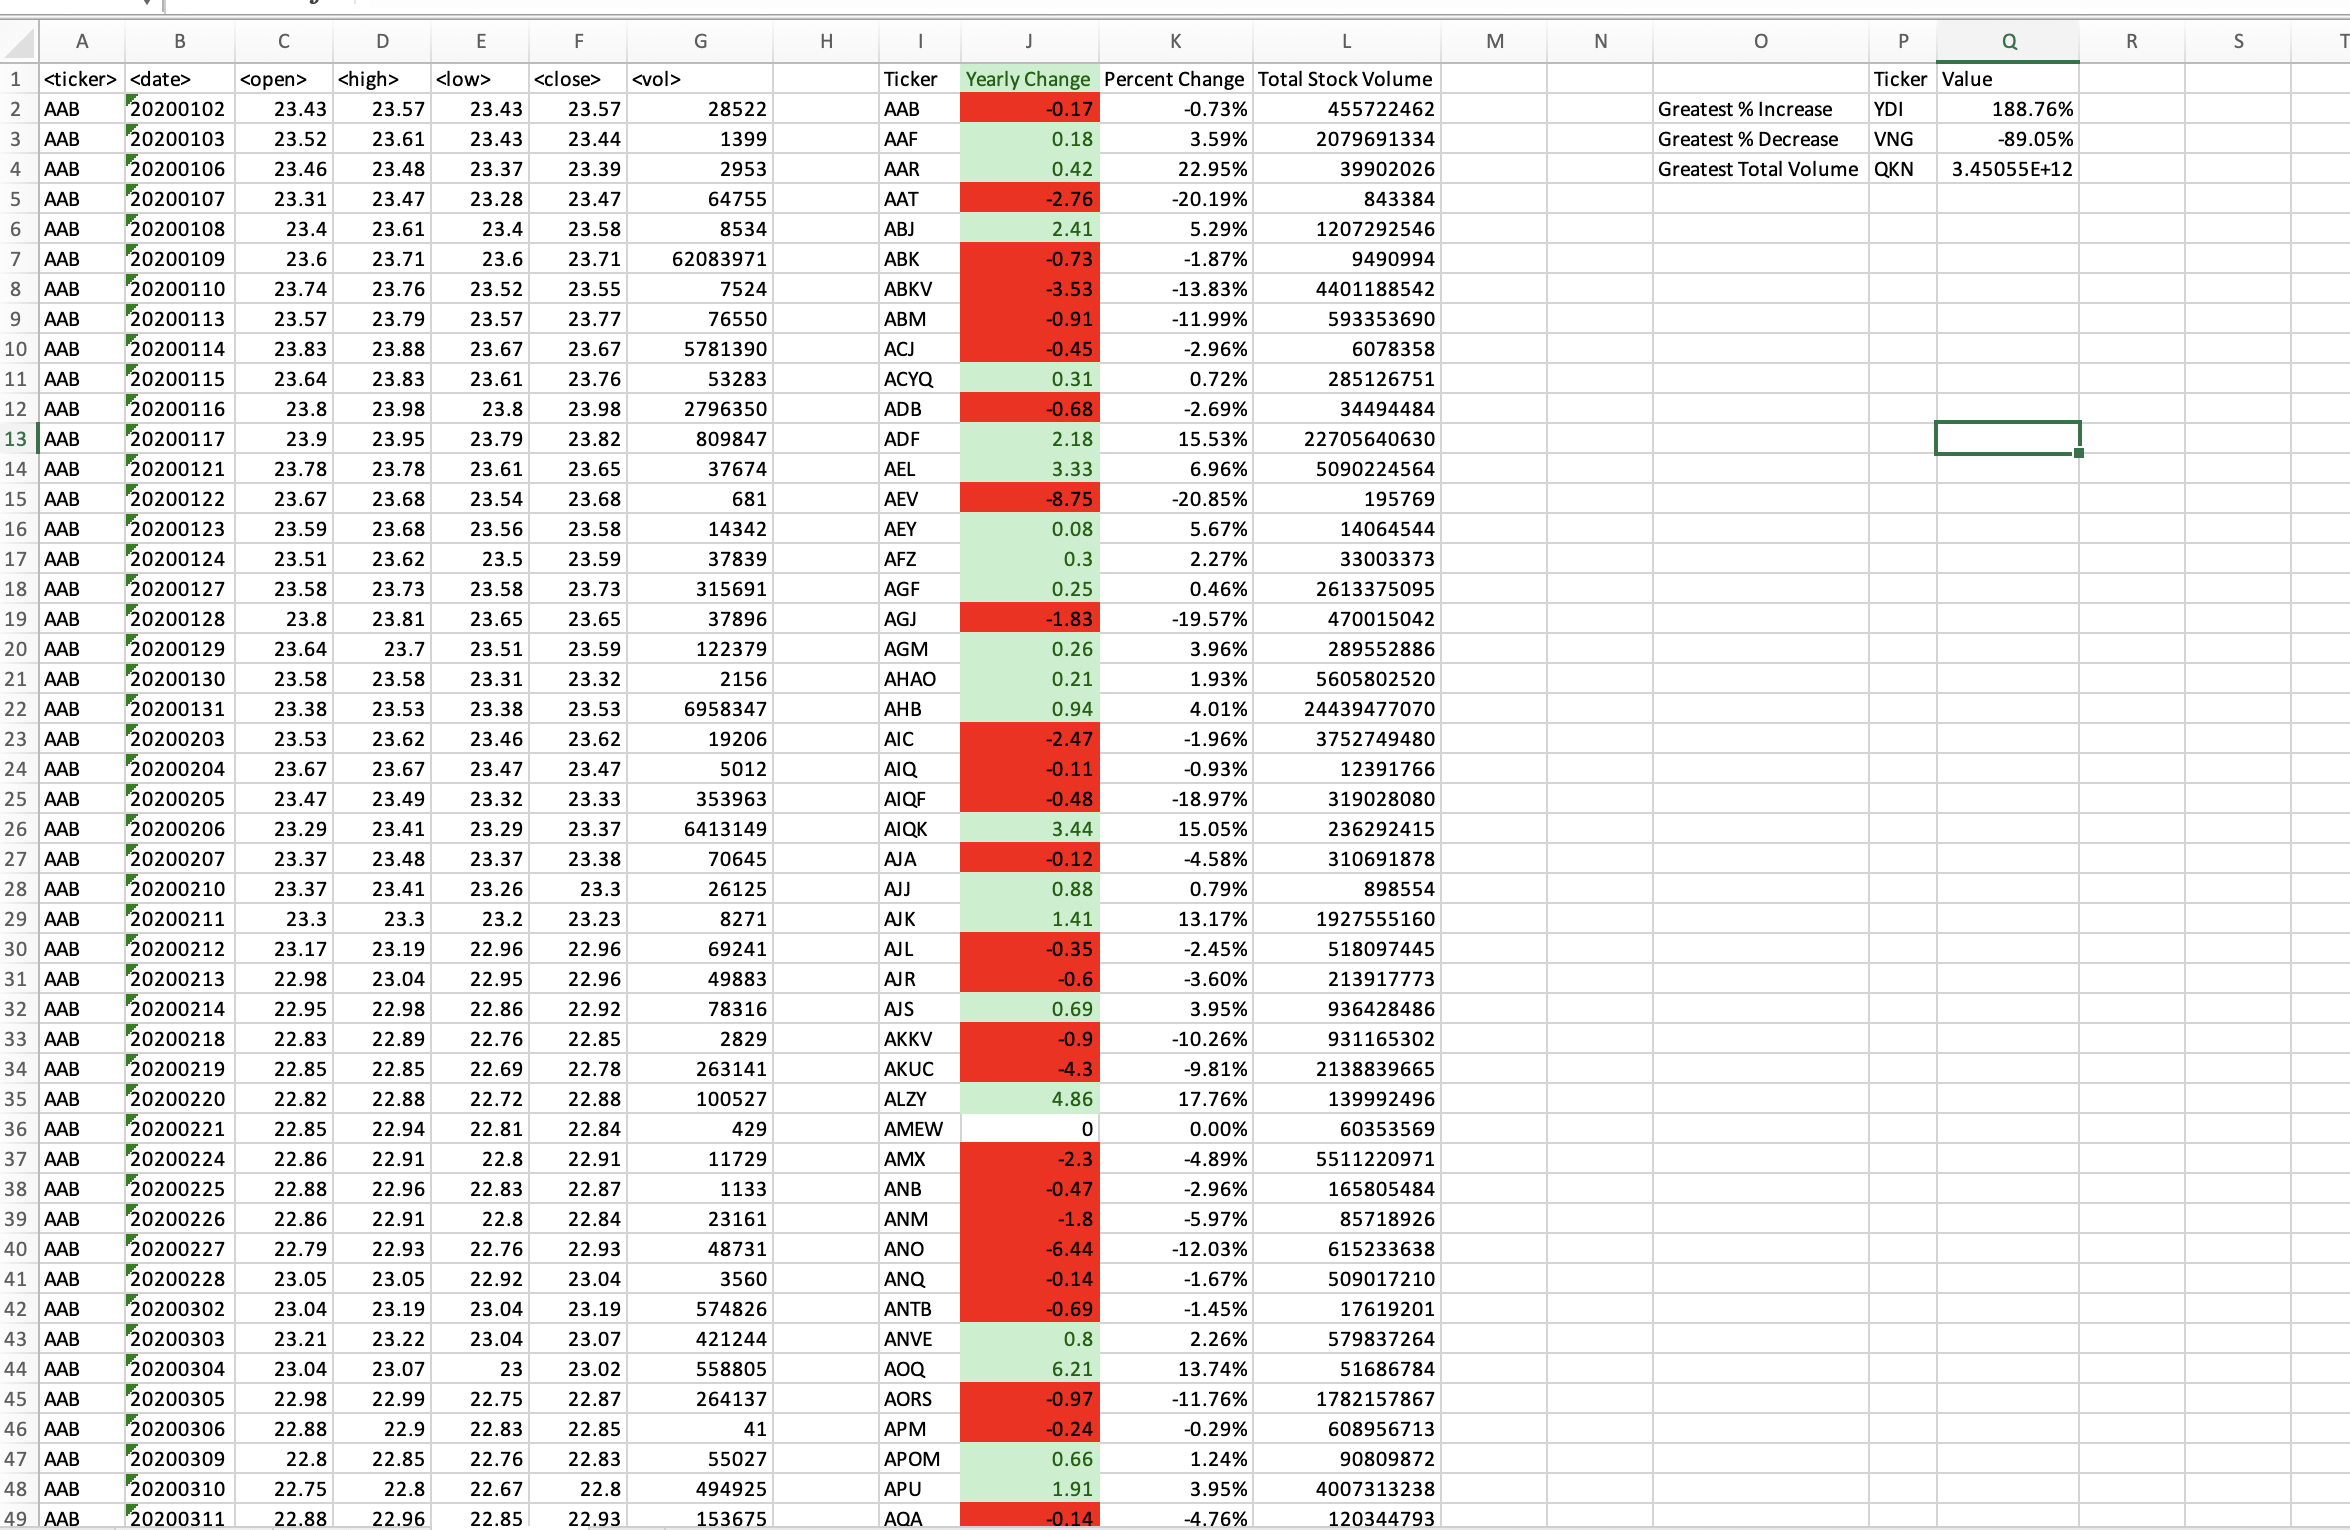 A B C D E F G H I J K L M N O P Q R S T
1 <ticker> <date> <open> <high> <low> <close> <vol> Ticker Yearly Change Percent Change Total Stock Volume Ticker Value
2 AAB 20200102 23.43 23.57 23.43 23.57 28522 AAB -0.17 -0.73% 455722462 Greatest % Increase YDI 188.76%
3 AAB 20200103 23.52 23.61 23.43 23.44 1399 AAF 0.18 3.59% 2079691334 Greatest % Decrease VNG -89.05%
4 AAB 20200106 23.46 23.48 23.37 23.39 2953 AAR 0.42 22.95% 39902026 Greatest Total Volume QKN 3.45055E+12
5 AAB 20200107 23.31 23.47 23.28 23.47 64755 AAT -2.76 -20.19% 843384
6 AAB 20200108 23.4 23.61 23.4 23.58 8534 ABJ 2.41 5.29% 1207292546
7 AAB 20200109 23.6 23.71 23.6 23.71 62083971 ABK -0.73 -1.87% 9490994
8 AAB 20200110 23.74 23.76 23.52 23.55 7524 ABKV -3.53 -13.83% 4401188542
9 AAB 20200113 23.57 23.79 23.57 23.77 76550 ABM -0.91 -11.99% 593353690
10 AAB 20200114 23.83 23.88 23.67 23.67 5781390 ACJ -0.45 -2.96% 6078358
11 AAB 20200115 23.64 23.83 23.61 23.76 53283 ACYQ 0.31 0.72% 285126751
12 AAB 20200116 23.8 23.98 23.8 23.98 2796350 ADB -0.68 -2.69% 34494484
13 AAB 20200117 23.9 23.95 23.79 23.82 809847 ADF 2.18 15.53% 22705640630
14 AAB 20200121 23.78 23.78 23.61 23.65 37674 AEL 3.33 6.96% 5090224564
15 AAB 20200122 23.67 23.68 23.54 23.68 681 AEV -8.75 -20.85% 195769
16 AAB 20200123 23.59 23.68 23.56 23.58 14342 AEY 0.08 5.67% 14064544
17 AAB 20200124 23.51 23.62 23.5 23.59 37839 AFZ 0.3 2.27% 33003373
18 AAB 20200127 23.58 23.73 23.58 23.73 315691 AGF 0.25 0.46% 2613375095
19 AAB 20200128 23.8 23.81 23.65 23.65 37896 AGJ -1.83 -19.57% 470015042
20 AAB 20200129 23.64 23.7 23.51 23.59 122379 AGM 0.26 3.96% 289552886
21 AAB 20200130 23.58 23.58 23.31 23.32 2156 AHAO 0.21 1.93% 5605802520
22 AAB 20200131 23.38 23.53 23.38 23.53 6958347 AHB 0.94 4.01% 24439477070
23 AAB 20200203 23.53 23.62 23.46 23.62 19206 AIC -2.47 -1.96% 3752749480
24 AAB 20200204 23.67 23.67 23.47 23.47 5012 AIQ -0.11 -0.93% 12391766
25 AAB 20200205 23.47 23.49 23.32 23.33 353963 AIQF -0.48 -18.97% 319028080
26 AAB 20200206 23.29 23.41 23.29 23.37 6413149 AIQK 3.44 15.05% 236292415
27 AAB 20200207 23.37 23.48 23.37 23.38 70645 AJA -0.12 -4.58% 310691878
28 AAB 20200210 23.37 23.41 23.26 23.3 26125 AJJ 0.88 0.79% 898554
29 AAB 20200211 23.3 23.3 23.2 23.23 8271 AJK 1.41 13.17% 1927555160
30 AAB 20200212 23.17 23.19 22.96 22.96 69241 AJL -0.35 -2.45% 518097445
31 AAB 20200213 22.98 23.04 22.95 22.96 49883 AJR -0.6 -3.60% 213917773
32 AAB 20200214 22.95 22.98 22.86 22.92 78316 AJS 0.69 3.95% 936428486
33 AAB 20200218 22.83 22.89 22.76 22.85 2829 AKKV -0.9 -10.26% 931165302
34 AAB 20200219 22.85 22.85 22.69 22.78 263141 AKUC -4.3 -9.81% 2138839665
35 AAB 20200220 22.82 22.88 22.72 22.88 100527 ALZY 4.86 17.76% 139992496
36 AAB 20200221 22.85 22.94 22.81 22.84 429 AMEW 0 0.00% 60353569
37 AAB 20200224 22.86 22.91 22.8 22.91 11729 AMX -2.3 -4.89% 5511220971
38 AAB 20200225 22.88 22.96 22.83 22.87 1133 ANB -0.47 -2.96% 165805484
39 AAB 20200226 22.86 22.91 22.8 22.84 23161 ANM -1.8 -5.97% 85718926
40 AAB 20200227 22.79 22.93 22.76 22.93 48731 ANO -6.44 -12.03% 615233638
41 AAB 20200228 23.05 23.05 22.92 23.04 3560 ANQ -0.14 -1.67% 509017210
42 AAB 20200302 23.04 23.19 23.04 23.19 574826 ANTB -0.69 -1.45% 17619201
43 AAB 20200303 23.21 23.22 23.04 23.07 421244 ANVE 0.8 2.26% 579837264
44 AAB 20200304 23.04 23.07 23 23.02 558805 AOQ 6.21 13.74% 51686784
45 AAB 20200305 22.98 22.99 22.75 22.87 264137 AORS -0.97 -11.76% 1782157867
46 AAB 20200306 22.88 22.9 22.83 22.85 41 APM -0.24 -0.29% 608956713
47 AAB 20200309 22.8 22.85 22.76 22.83 55027 APOM 0.66 1.24% 90809872
48 AAB 20200310 22.75 22.8 22.67 22.8 494925 APU 1.91 3.95% 4007313238
49 AAB 20200311 22.88 22.96 22.85 22.93 153675 AQA -0.14 -4.76% 120344793